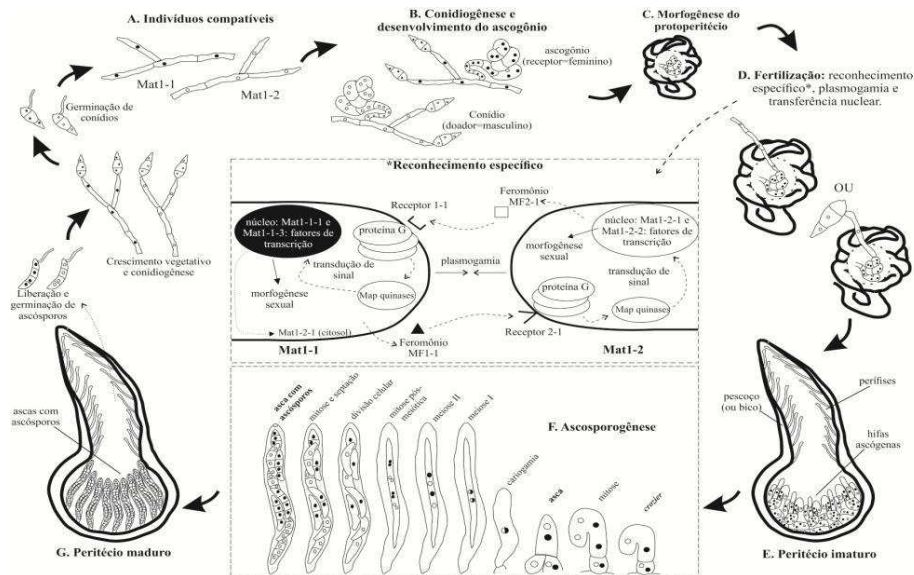 A. Indivíduos compatíveis
Mat1-1
Mat1-2
B. Conidiogênese e
desenvolvimento do ascogônio
ascogônio
(receptor=feminino)
Conídio
(doador=masculino)
C. Morfogênese do
protoperitécio
D. Fertilização: reconhecimento
específico*, plasmogamia e
transferência nuclear.
OU
Germinação de
conídios
Crescimento vegetativo
e conidiogênese
Liberação e
germinação de
ascósporos
*Reconhecimento específico
núcleo: Mat1-1-1 e
Mat1-1-3: fatores de
transcrição
Receptor 1-1
proteína G
transdução de
sinal
Map quinases
morfogênese
sexual
Mat1-2-1 (citosol)
Mat1-1
Feromônio
MF1-1
plasmogamia
Feromônio
MF2-1
núcleo: Mat1-2-1 e
Mat1-2-2: fatores de
transcrição
morfogênese
sexual
transdução de
sinal
proteína G
Map quinases
Receptor 2-1
Mat1-2
pescoço
(ou bico)
perífises
hifas
ascógenas
E. Peritécio imaturo
F. Ascosporogênese
asca com
ascósporos
mitose e septação
divisão celular
mitose pós-
meiótica
meiose II
meiose I
cariogamia
asca
mitose
crozier
ascas com
ascósporos
G. Peritécio maduro